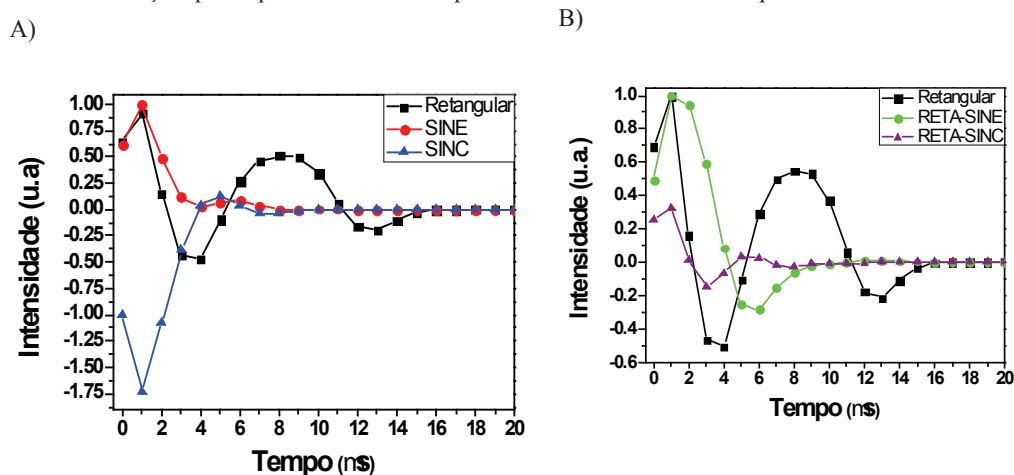 A)
B)
Retangular
SINE
SINC
1.00
0.75
0.50
0.25
0.00
-0.25
-0.50
-0.75
-1.00
-1.25
-1.50
-1.75
Intensidade (u.a)
0 2 4 6 8 10 12 14 16 18 20
Tempo (ns)
Retangular
RETA-SINE
RETA-SINC
1.0
0.8
0.6
0.4
0.2
0.0
-0.2
-0.4
-0.6
Intensidade (u.a.)
0 2 4 6 8 10 12 14 16 18 20
Tempo (ns)